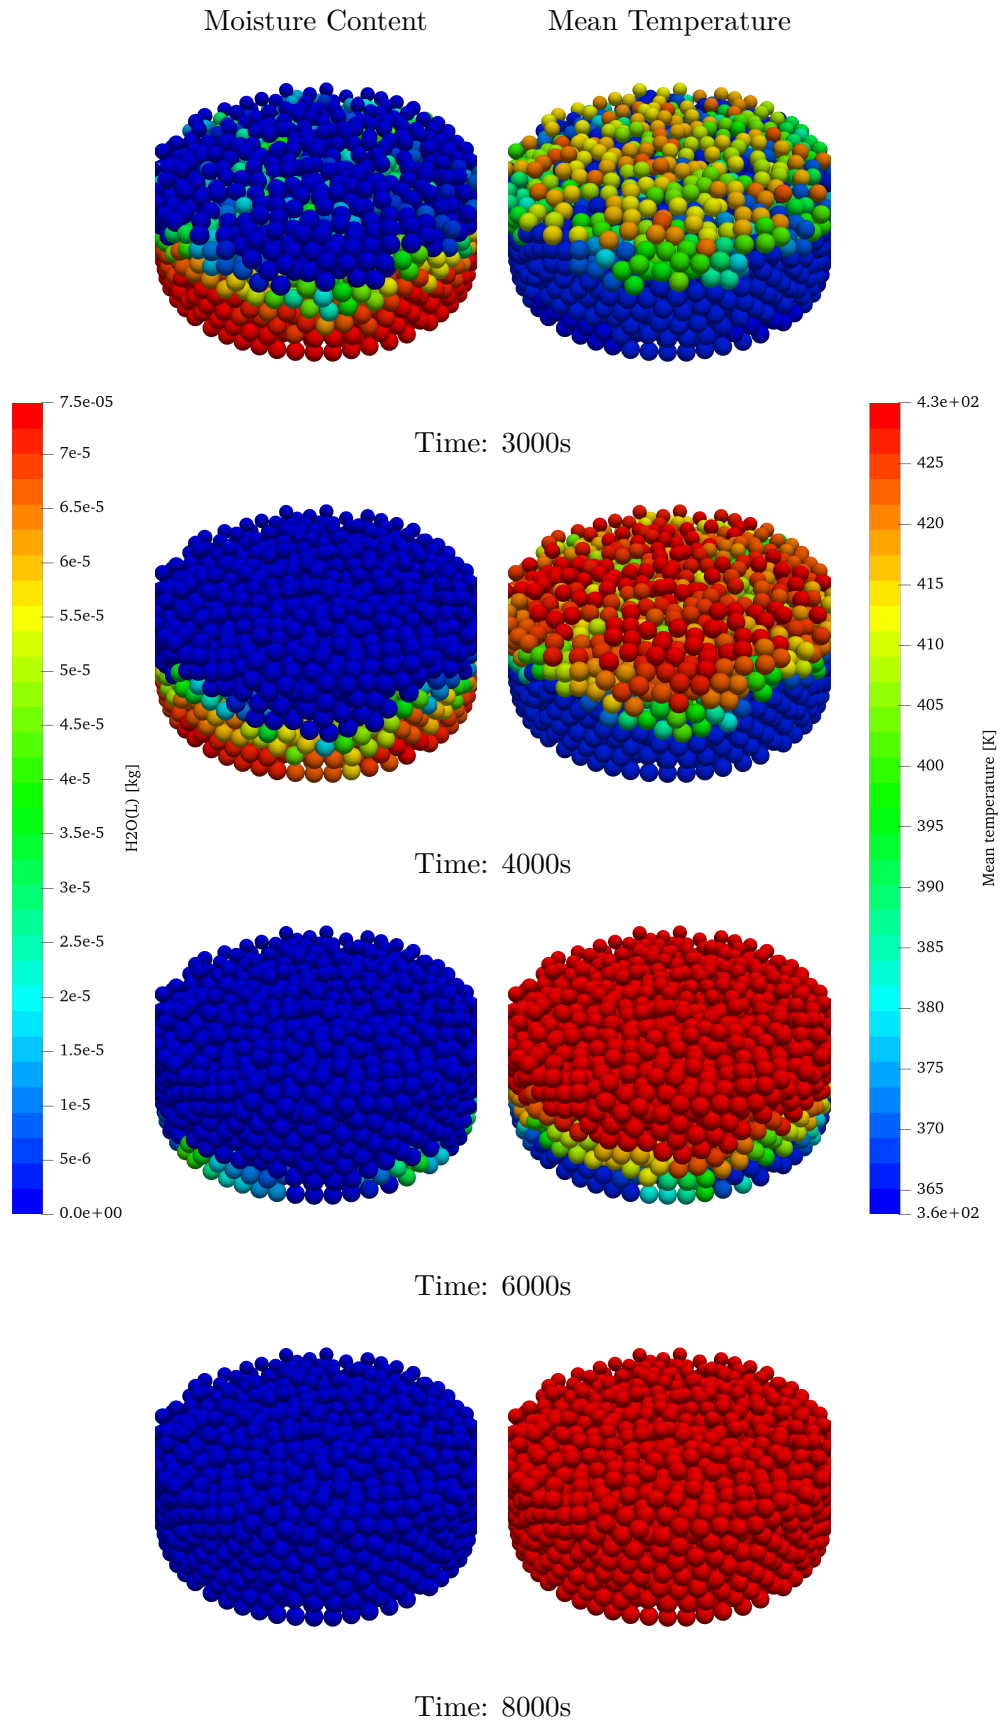 Moisture Content
Mean Temperature
7.5e-05
7e-5
6.5e-5
6e-5
5.5e-5
5e-5
4.5e-5
4e-5
3.5e-5
3e-5
2.5e-5
2e-5
1.5e-5
1e-5
5e-6
0.0e+00
H2O(L) [kg]
Time: 3000s
Time: 4000s
Time: 6000s
Time: 8000s
4.3e+02
425
420
415
410
405
400
395
390
385
380
375
370
365
3.6e+02
Mean temperature [K]